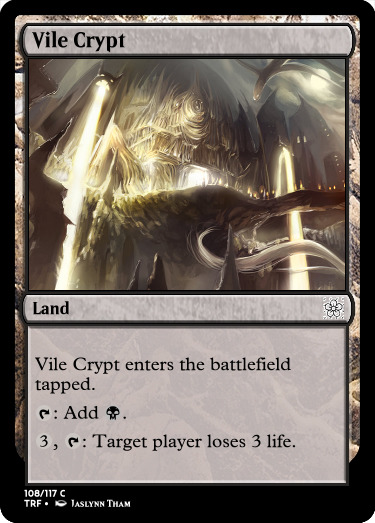 Vile Crypt
Land
Vile Crypt enters the battlefield
tapped.
: Add .
3 , : Target player loses 3 life.
108/117 C
TRF • Jaslynn Tham